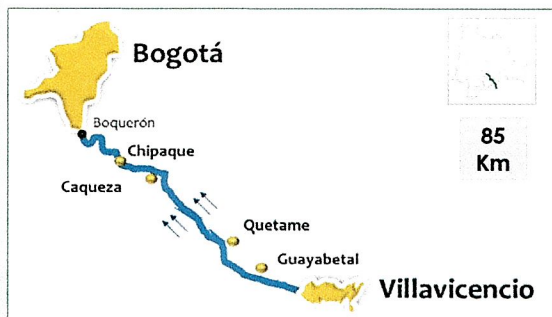 Bogotá
Boquerón
Chipaque
Caqueza
85
Km
Quetame
Guayabetal
Villavicencio